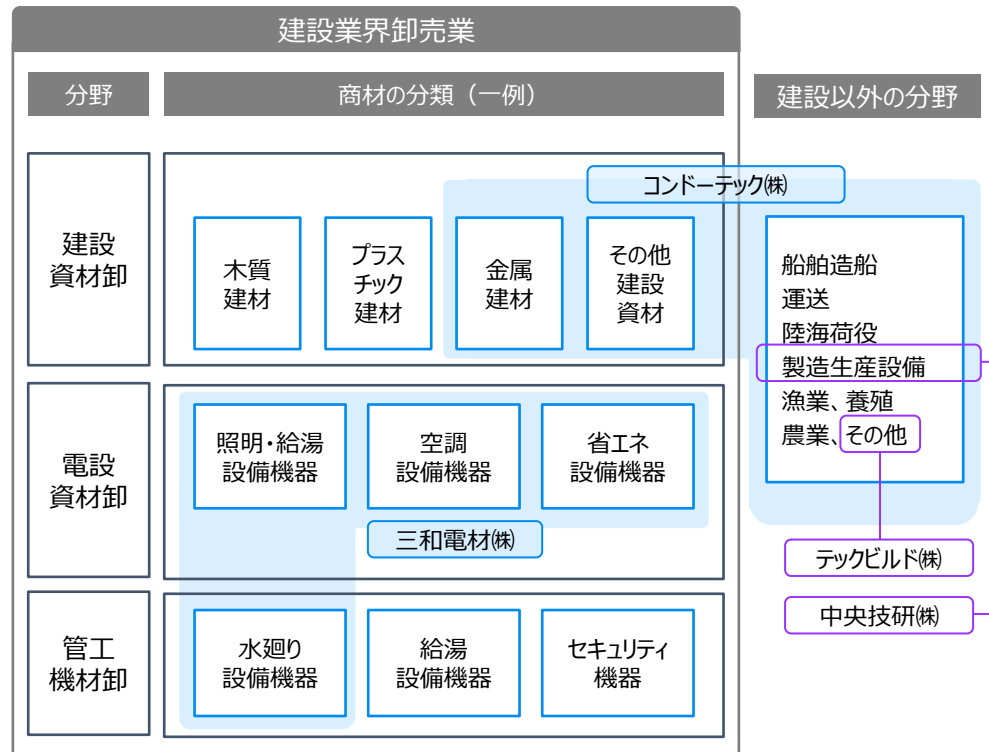 建設業界卸売業
分野
商材の分類（一例）
建設以外の分野
コンドーテック㈱
建設
資材卸
木質
建材
プラス
チック
建材
金属
建材
その他
建設
資材
船舶造船
運送
陸海荷役
製造生産設備
漁業、養殖
農業、その他
電設
資材卸
照明・給湯
設備機器
空調
設備機器
省エネ
設備機器
三和電材㈱
テックビルド㈱
中央技研㈱
管工
機材卸
水廻り
設備機器
給湯
設備機器
セキュリティ
機器